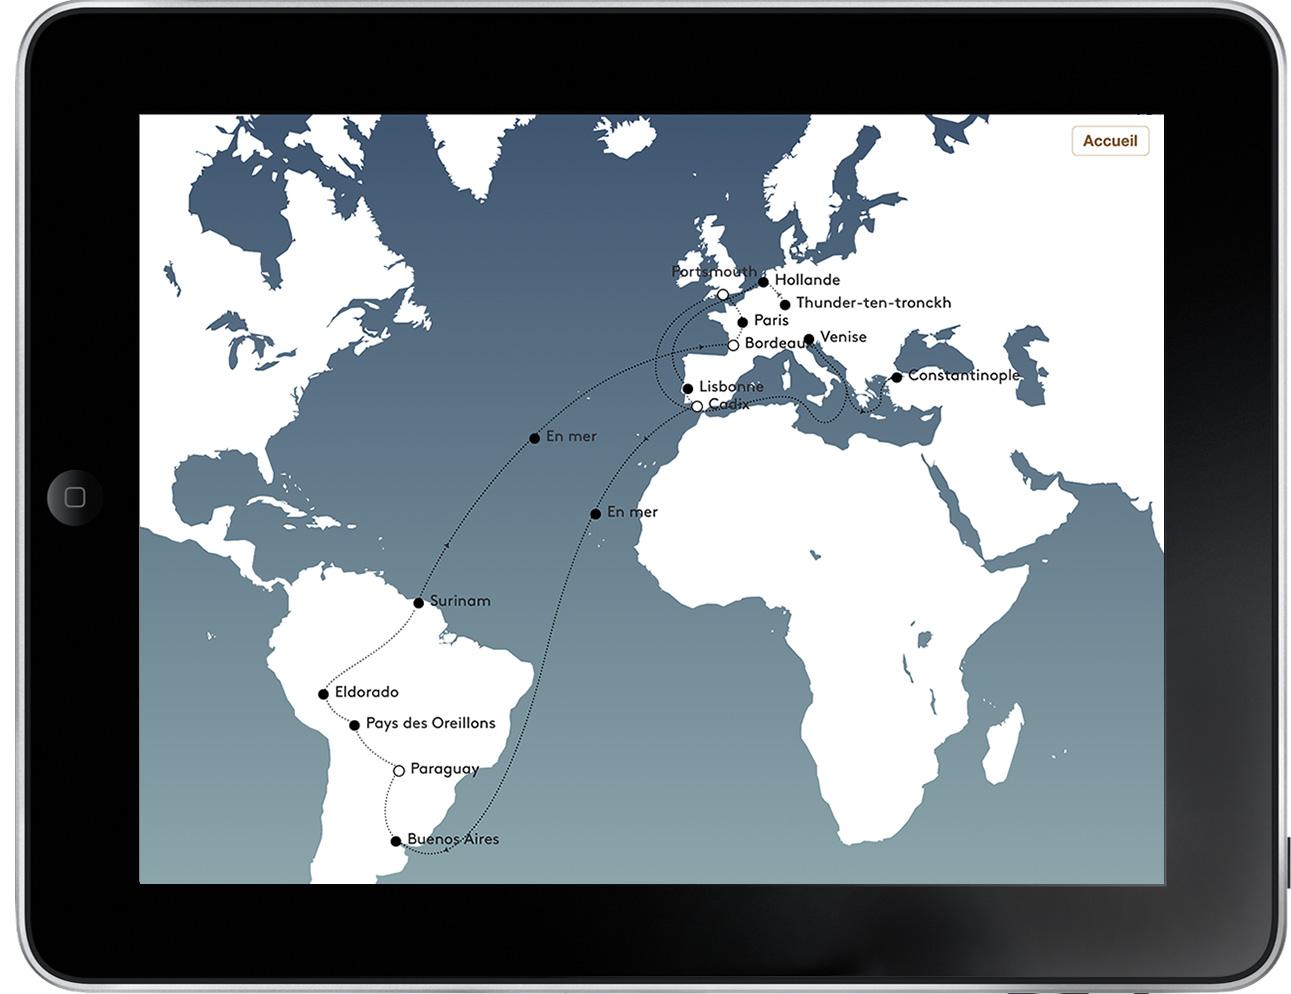 Accueil
Portsmouth
Hollande
Thunder-ten-tronckh
Paris
Venise
Bordeaux
Constantinople
Lisbonne
Cadix
En mer
En mer
Surinam
Eldorado
Pays des Oreillons
Paraguay
Buenos Aires